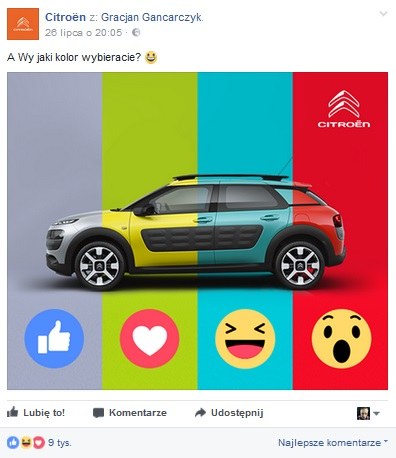 Citroën z: Gracjan Gancarczyk.
26 lipca o 20:05 ·
A Wy jaki kolor wybieracie?
CITROËN
Lubię to! Komentarze Udostępnij
9 tys. Najlepsze komentarze